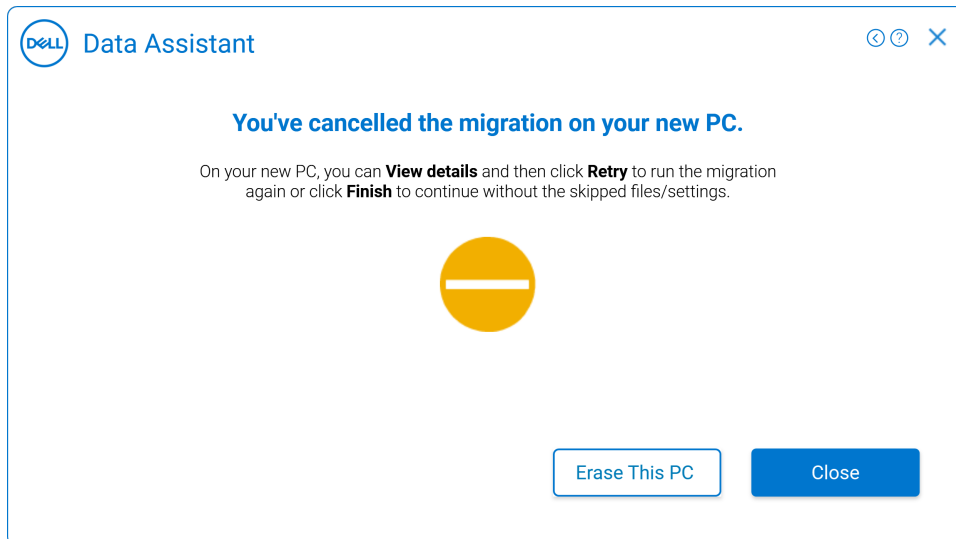 DELL
Data Assistant
?
You've cancelled the migration on your new PC.
On your new PC, you can View details and then click Retry to run the migration
again or click Finish to continue without the skipped files/settings.
Erase This PC
Close